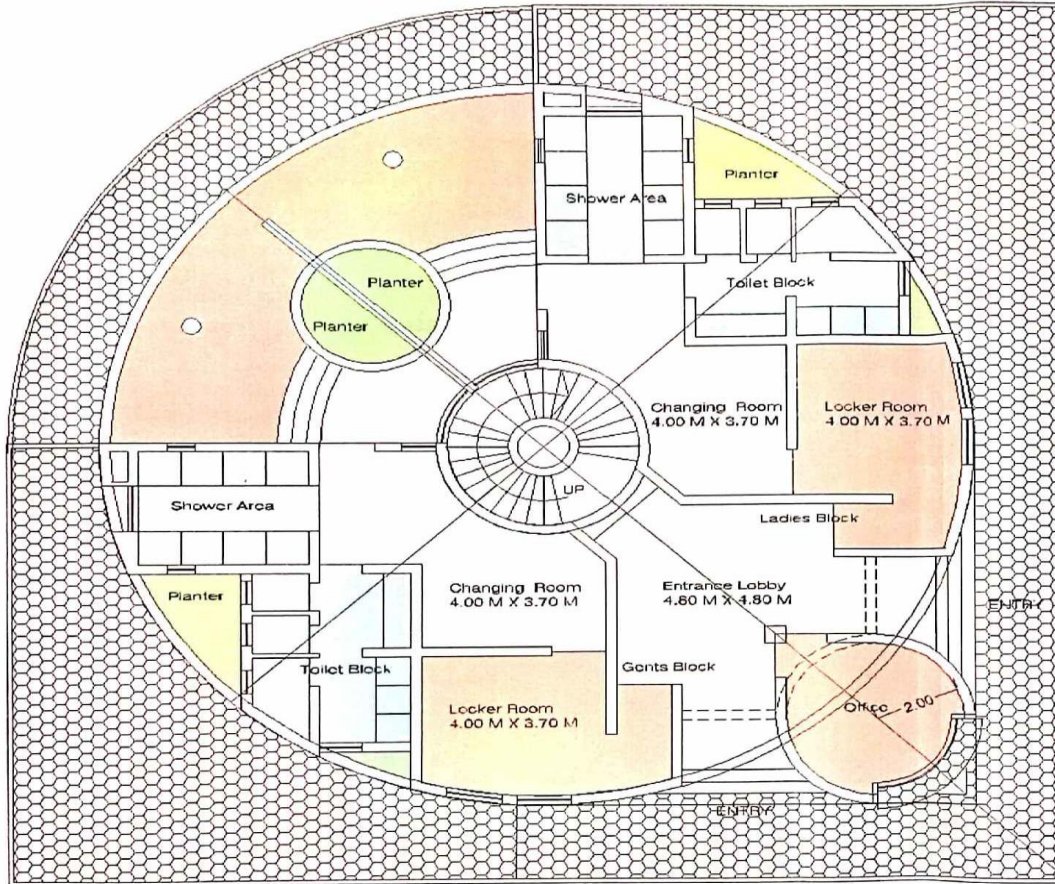 Planter
Shower Area
Toilet Block
Planter
Planter
Changing Room
4.00 M X 3.70 M
Locker Room
4.00 M X 3.70 M
UP
Shower Area
Ladies Block
Planter
Changing Room
4.00 M X 3.70 M
Entrance Lobby
4.80 M X 4.80 M
ENTRY
Toilet Block
Gents Block
Locker Room
4.00 M X 3.70 M
Office
2.00
ENTRY